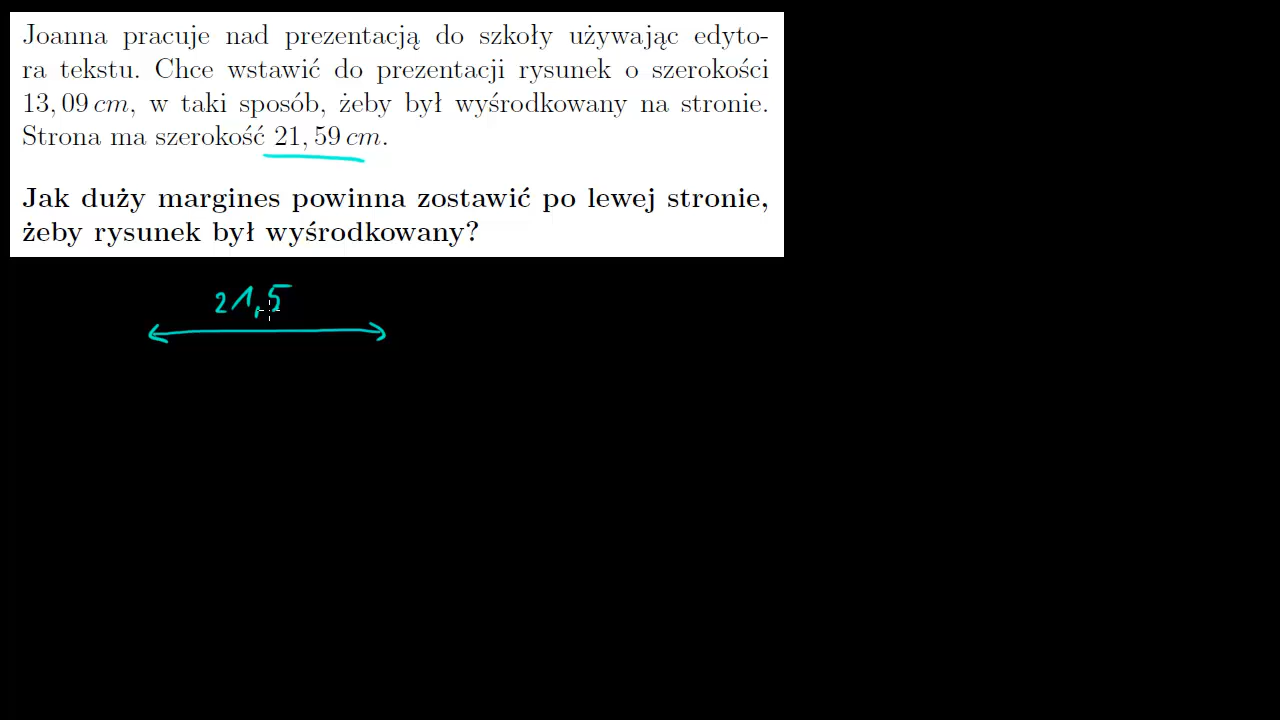 Joanna pracuje nad prezentacją do szkoły używając edyto-
ra tekstu. Chce wstawić do prezentacji rysunek o szerokości
13, 09 cm, w taki sposób, żeby był wyśrodkowany na stronie.
Strona ma szerokość 21, 59 cm.
Jak duży margines powinna zostawić po lewej stronie,
żeby rysunek był wyśrodkowany?
21,5